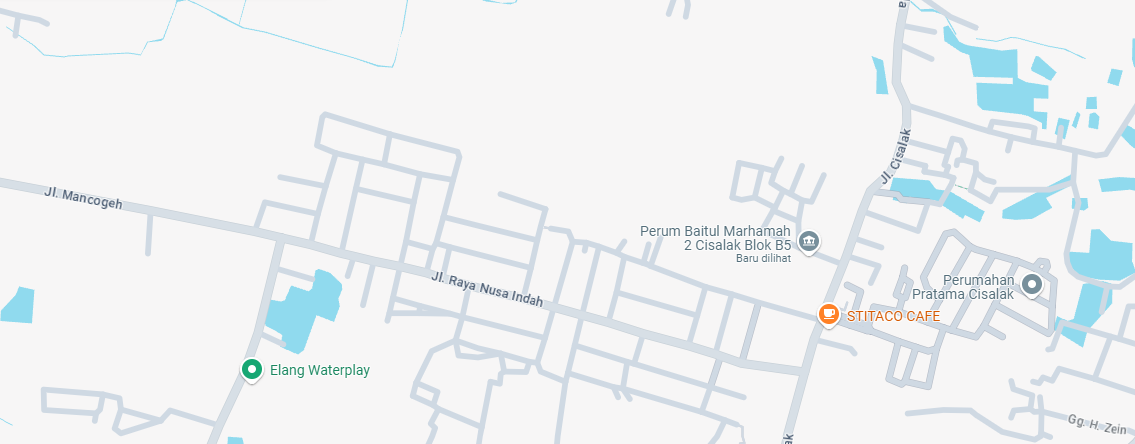 Jl. Mancogeh
Jl. Cisalak
Perum Baitul Marhamah
2 Cisalak Blok B5
Baru dilihat
Jl. Raya Nusa Indah
Perumahan
Pratama Cisalak
STITACO CAFE
Elang Waterplay
Gg. H. Zein